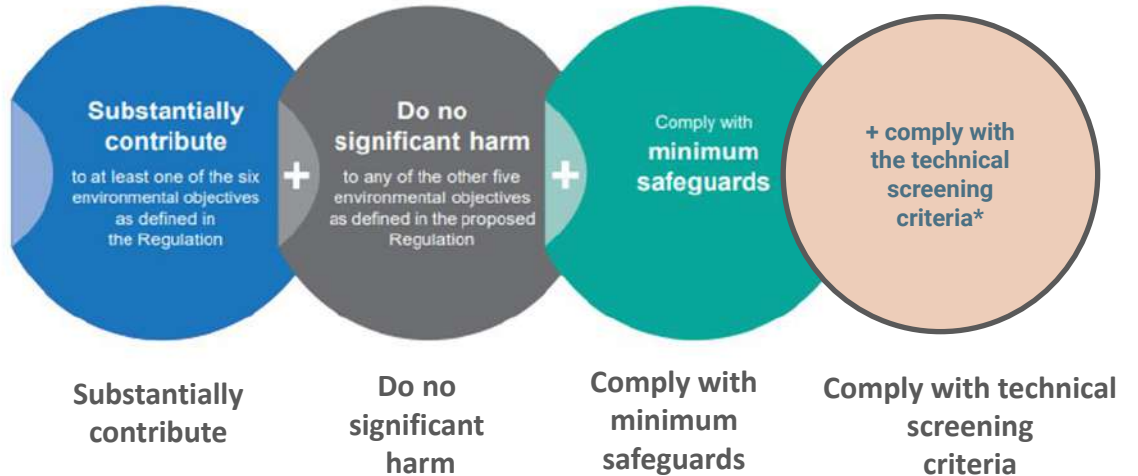 Substantially
contribute
to at least one of the six
environmental objectives
as defined in
the Regulation
+
Do no
significant harm
to any of the other five
environmental objectives
as defined in the proposed
Regulation
+
Comply with
minimum
safeguards
+ comply with
the technical
screening
criteria*
Substantially
contribute
Do no
significant
harm
Comply with
minimum
safeguards
Comply with technical
screening
criteria